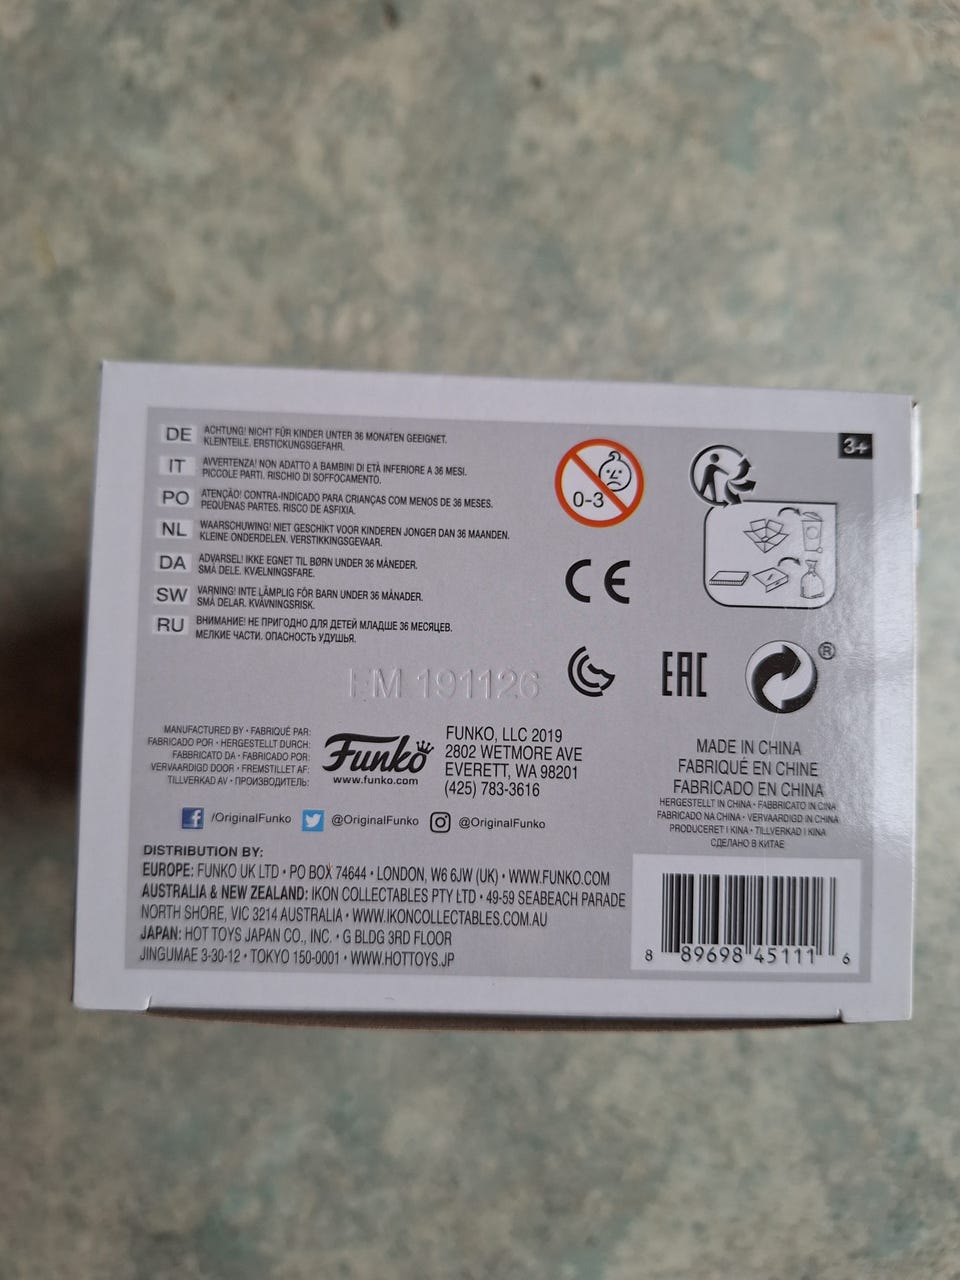 DE ACHTUNG! NICHT FÜR KINDER UNTER 36 MONATEN GEEIGNET.
KLEINTEILE. ERSTICKUNGSGEFAHR.
IT AVVERTENZA! NON ADATTO A BAMBINI DI ETÀ INFERIORE A 36 MESI.
PICCOLE PARTI. RISCHIO DI SOFFOCAMENTO.
PO ATENÇÃO! CONTRA-INDICADO PARA CRIANÇAS COM MENOS DE 36 MESES.
PEQUENAS PARTES. RISCO DE ASFIXIA.
NL WAARSCHUWING! NIET GESCHIKT VOOR KINDEREN JONGER DAN 36 MAANDEN.
KLEINE ONDERDELEN. VERSTIKKINGSGEVAAR.
DA ADVARSEL! IKKE EGNET TIL BØRN UNDER 36 MÅNEDER.
SMÅ DELE. KVÆLNINGSFARE.
SW VARNING! INTE LÄMPLIG FÖR BARN UNDER 36 MÅNADER.
SMÅ DELAR. KVÄVNINGSRISK.
RU ВНИМАНИЕ! НЕ ПРИГОДНО ДЛЯ ДЕТЕЙ МЛАДШЕ 36 МЕСЯЦЕВ.
МЕЛКИЕ ЧАСТИ. ОПАСНОСТЬ УДУШЬЯ.
0-3
3+
CE
EAC
®
EM 191126
MANUFACTURED BY • FABRIQUÉ PAR:
FABRICADO POR • HERGESTELLT DURCH:
FABBRICATO DA • FABRICADO POR:
VERVAARDIGD DOOR • FREMSTILLET AF:
TILLVERKAD AV • ПРОИЗВОДИТЕЛЬ:
Funko
www.funko.com
FUNKO, LLC 2019
2802 WETMORE AVE
EVERETT, WA 98201
(425) 783-3616
/OriginalFunko @OriginalFunko @OriginalFunko
MADE IN CHINA
FABRIQUÉ EN CHINE
FABRICADO EN CHINA
HERGESTELLT IN CHINA • FABBRICATO IN CINA
FABRICADO NA CHINA • VERVAARDIGD IN CHINA
PRODUCERET I KINA • TILLVERKAD I KINA
СДЕЛАНО В КИТАЕ
DISTRIBUTION BY:
EUROPE: FUNKO UK LTD • PO BOX 74644 • LONDON, W6 6JW (UK) • WWW.FUNKO.COM
AUSTRALIA & NEW ZEALAND: IKON COLLECTABLES PTY LTD • 49-59 SEABEACH PARADE
NORTH SHORE, VIC 3214 AUSTRALIA • WWW.IKONCOLLECTABLES.COM.AU
JAPAN: HOT TOYS JAPAN CO., INC. • G BLDG 3RD FLOOR
JINGUMAE 3-30-12 • TOKYO 150-0001 • WWW.HOTTOYS.JP
8 89698 45111 6